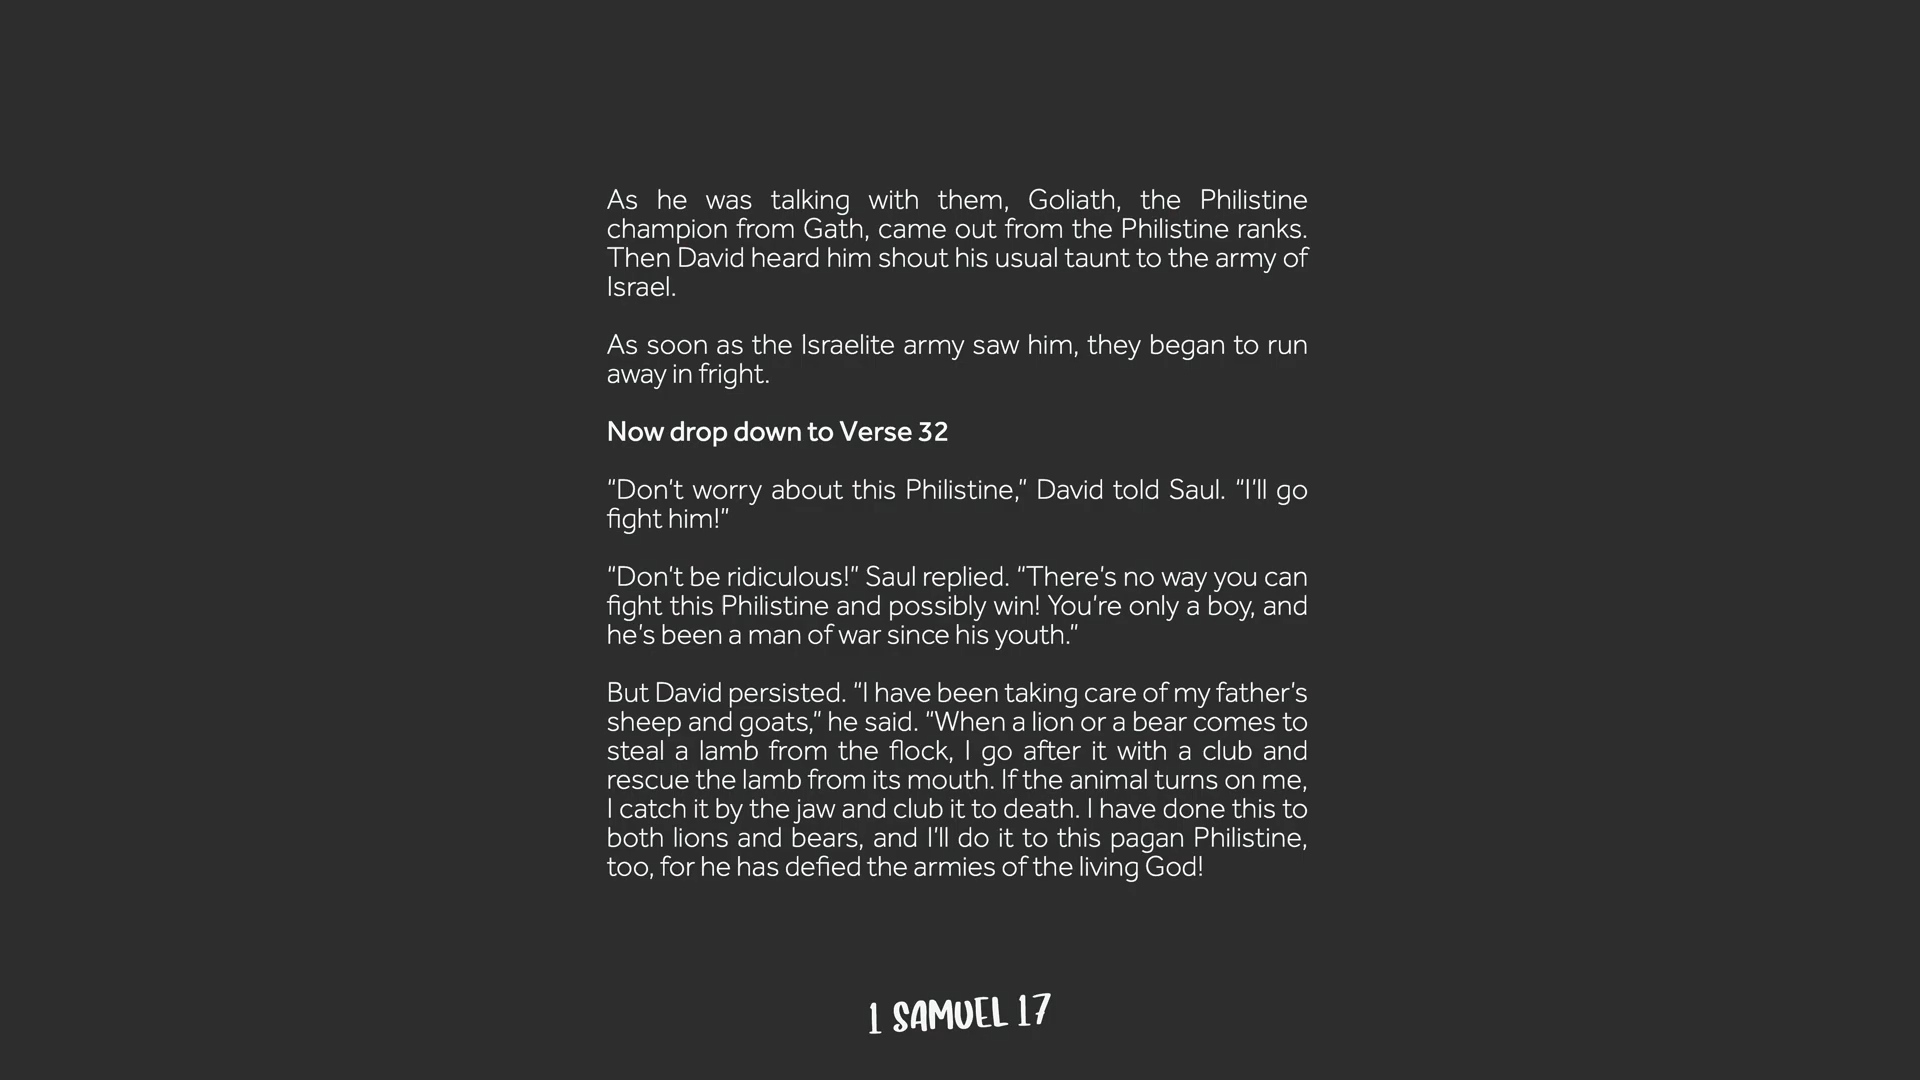 As he was talking with them, Goliath, the Philistine
champion from Gath, came out from the Philistine ranks.
Then David heard him shout his usual taunt to the army of
Israel.
As soon as the Israelite army saw him, they began to run
away in fright.
Now drop down to Verse 32
“Don’t worry about this Philistine,” David told Saul. “I’ll go
fight him!”
“Don’t be ridiculous!” Saul replied. “There’s no way you can
fight this Philistine and possibly win! You’re only a boy, and
he’s been a man of war since his youth.”
But David persisted. “I have been taking care of my father’s
sheep and goats,” he said. “When a lion or a bear comes to
steal a lamb from the flock, I go after it with a club and
rescue the lamb from its mouth. If the animal turns on me,
I catch it by the jaw and club it to death. I have done this to
both lions and bears, and I’ll do it to this pagan Philistine,
too, for he has defied the armies of the living God!
1 SAMUEL 17